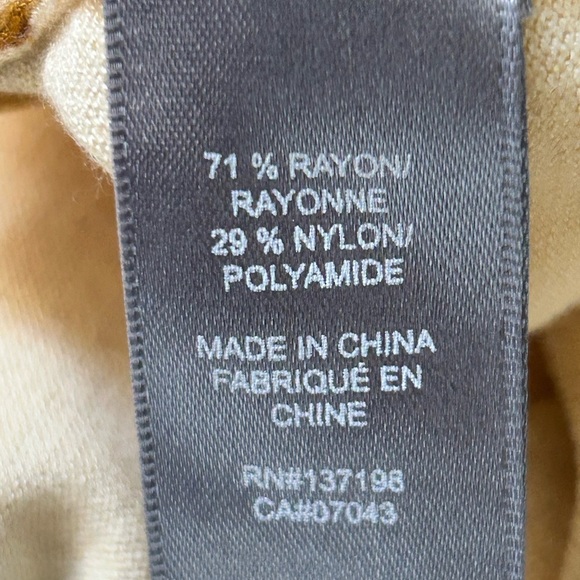 71 % RAYON/
RAYONNE
29 % NYLON/
POLYAMIDE
MADE IN CHINA
FABRIQUÉ EN
CHINE
RN#137198
CA#07043